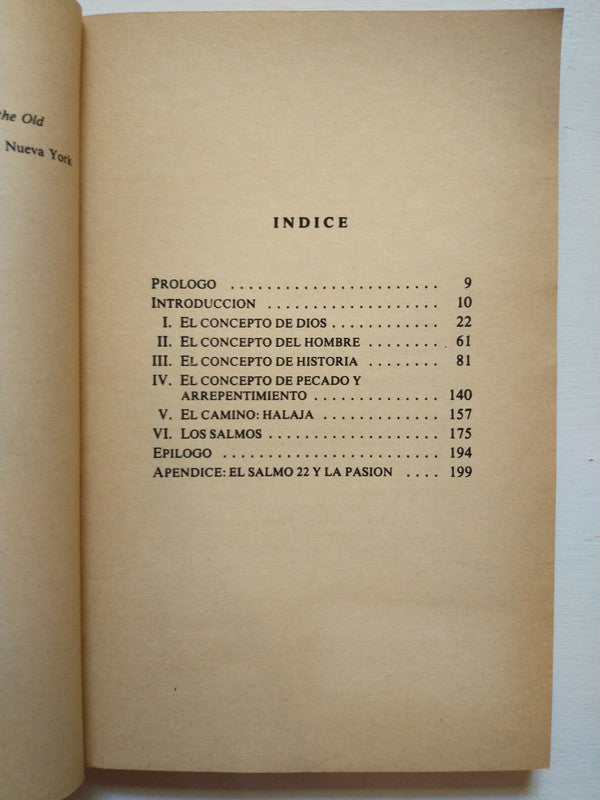 the Old
Nueva York
INDICE
PROLOGO ........................ 9
INTRODUCCION .................. 10
I. EL CONCEPTO DE DIOS ............ 22
II. EL CONCEPTO DEL HOMBRE ........ 61
III. EL CONCEPTO DE HISTORIA ........ 81
IV. EL CONCEPTO DE PECADO Y
ARREPENTIMIENTO .............. 140
V. EL CAMINO: HALAJA ............. 157
VI. LOS SALMOS ................... 175
EPILOGO ......................... 194
APENDICE: EL SALMO 22 Y LA PASION .... 199